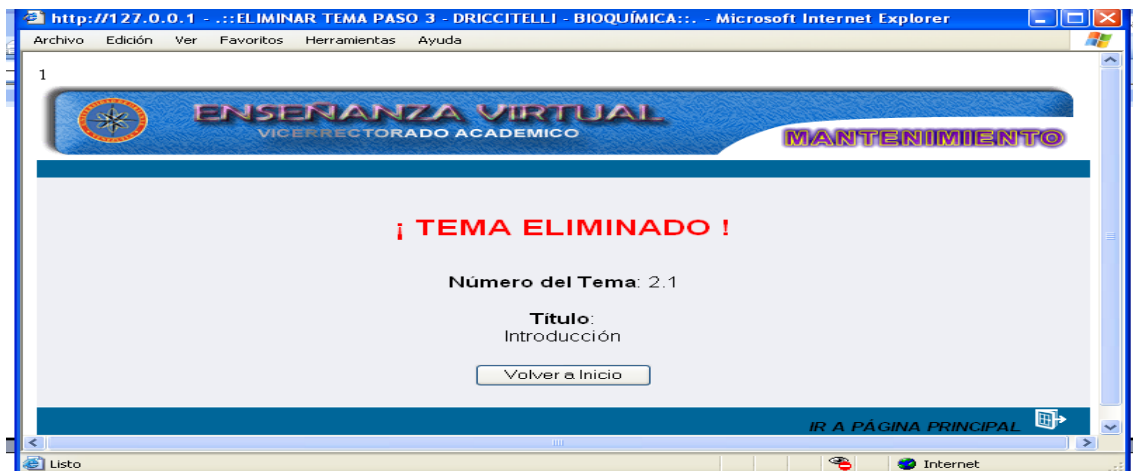 http://127.0.0.1 - .::ELIMINAR TEMA PASO 3 - DRICCITELLI - BIOQUÍMICA::. - Microsoft Internet Explorer
Archivo Edición Ver Favoritos Herramientas Ayuda
1
ENSEÑANZA VIRTUAL
VICERRECTORADO ACADEMICO
MANTENIMIENTO
¡ TEMA ELIMINADO !
Número del Tema: 2.1
Título:
Introducción
Volver a Inicio
IR A PÁGINA PRINCIPAL
Listo Internet